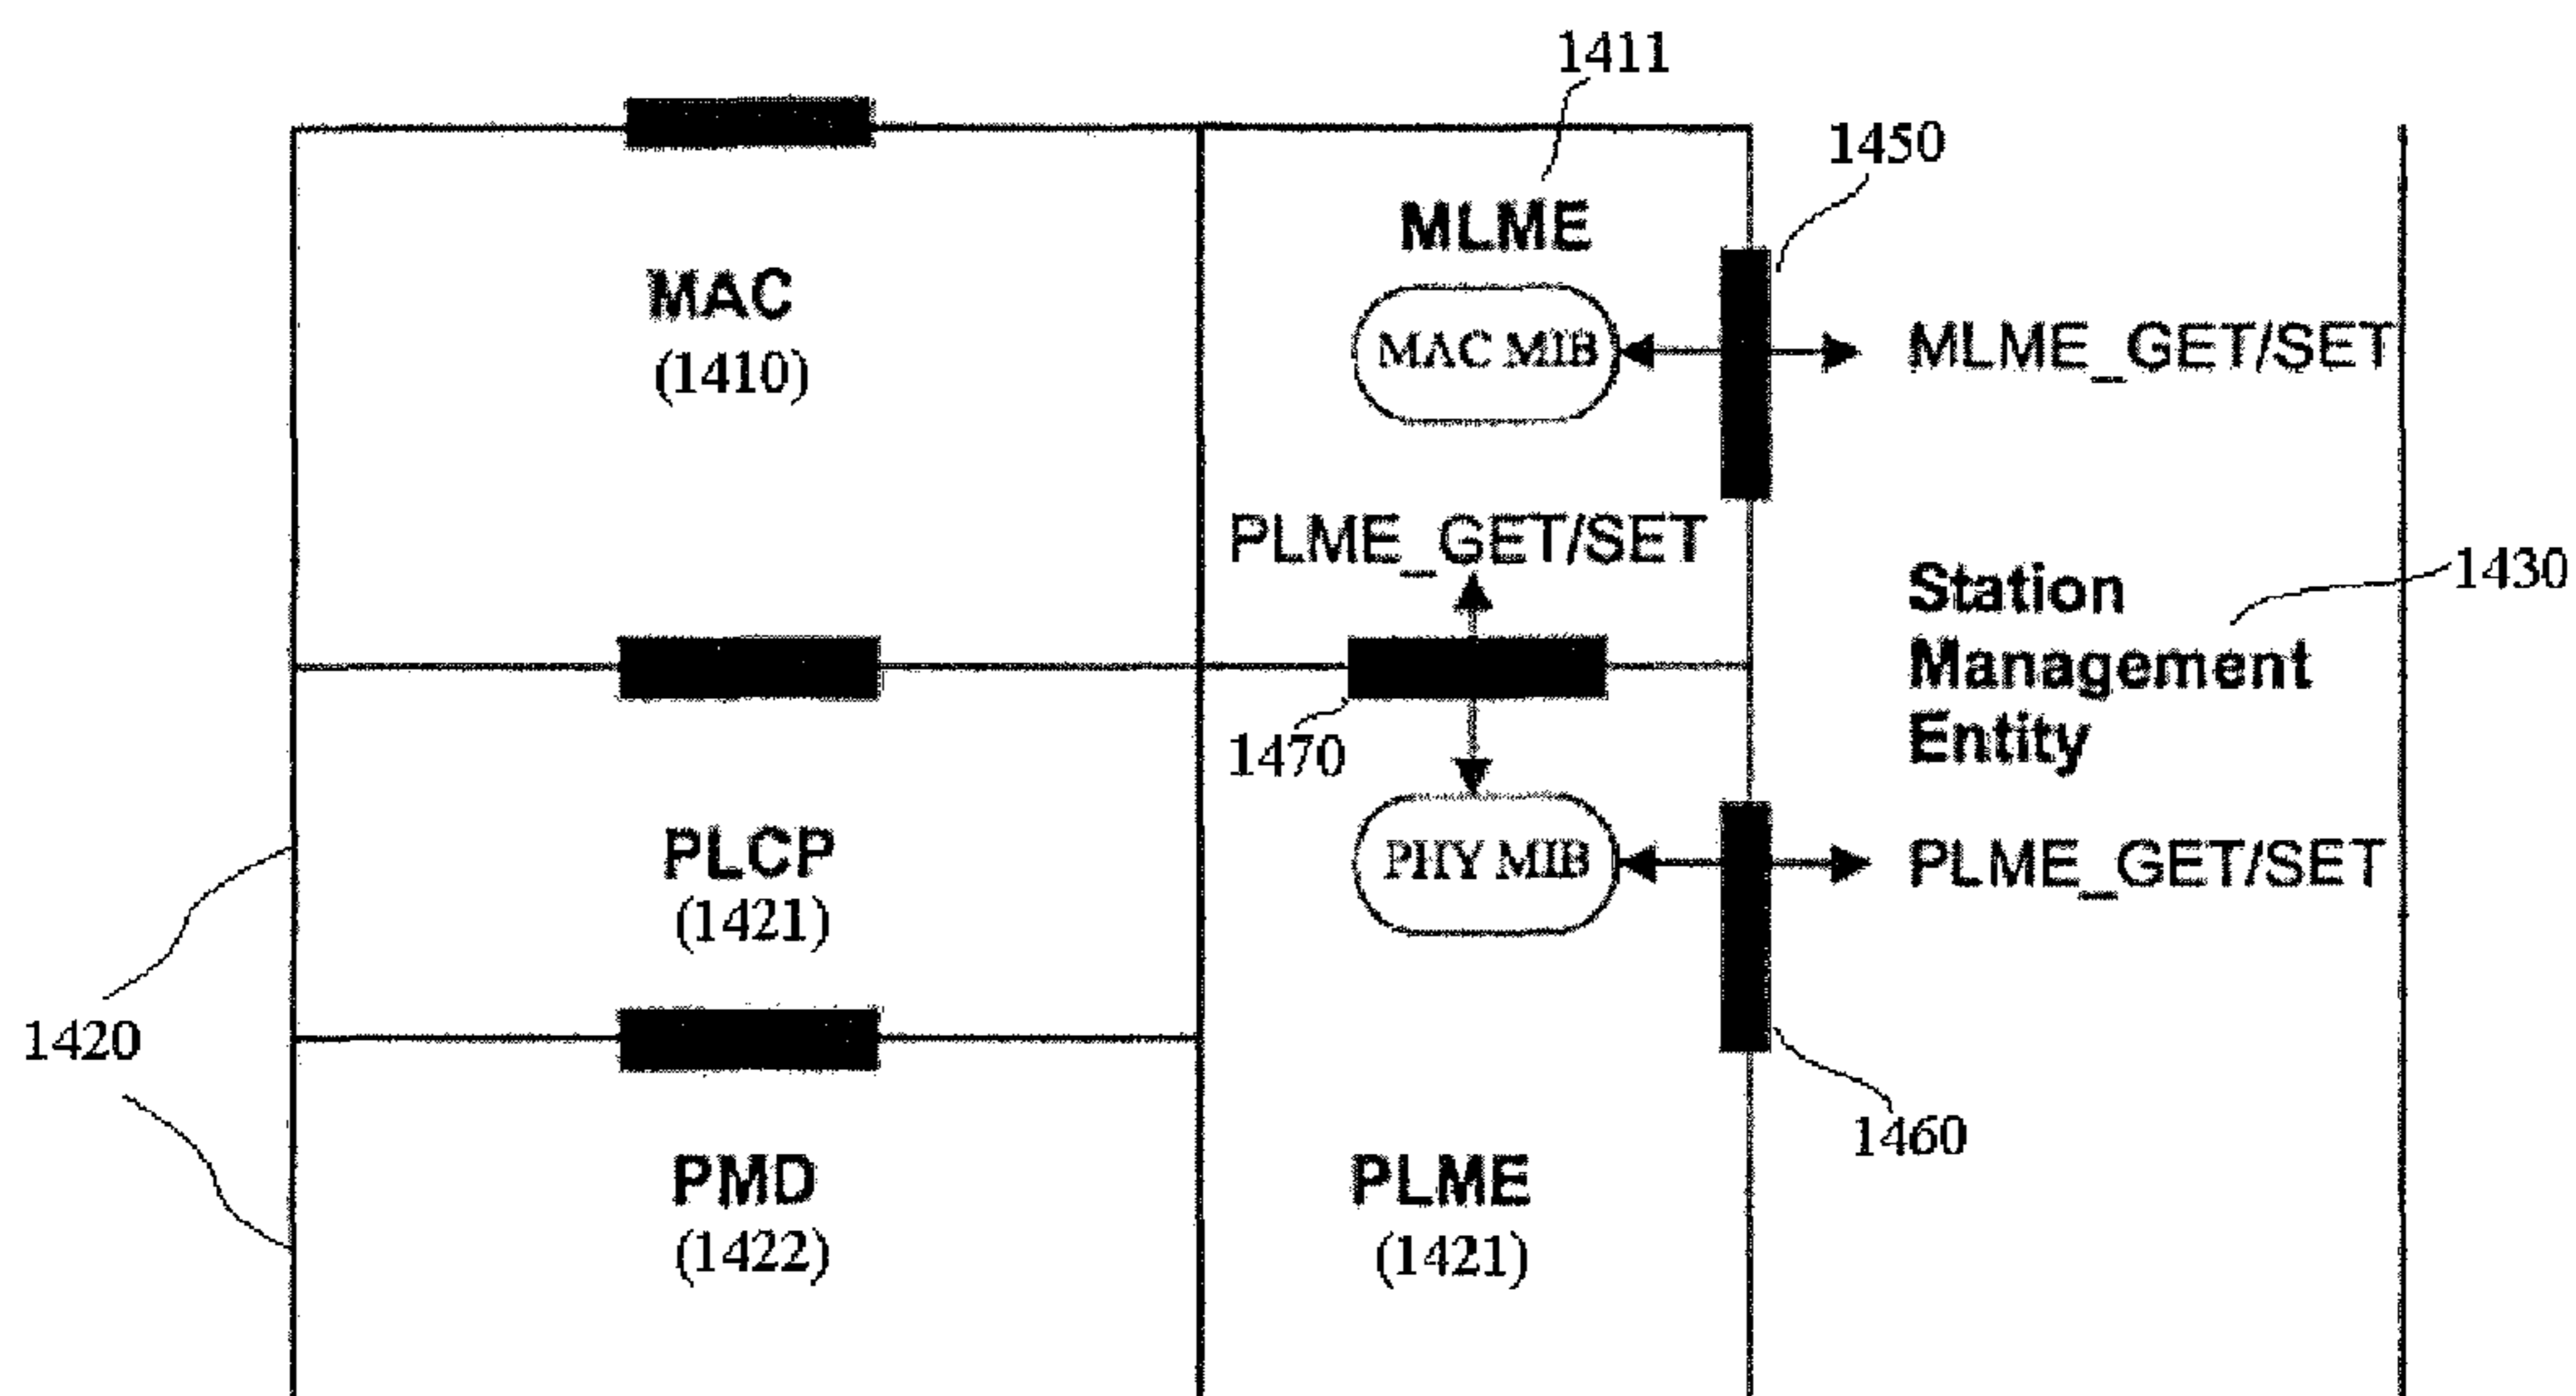 1411
1450
MLME
MAC
(1410)
MAC MIB
MLME_GET/SET
PLME_GET/SET
Station
Management
Entity
1430
1470
PLCP
(1421)
PHY MIB
PLME_GET/SET
1420
1460
PMD
(1422)
PLME
(1421)